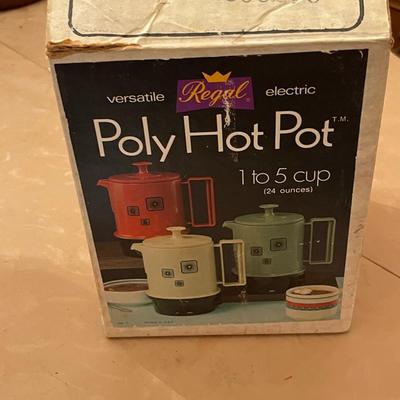 versatile Regal electric
Poly Hot Pot T.M.
1 to 5 cup
(24 ounces)